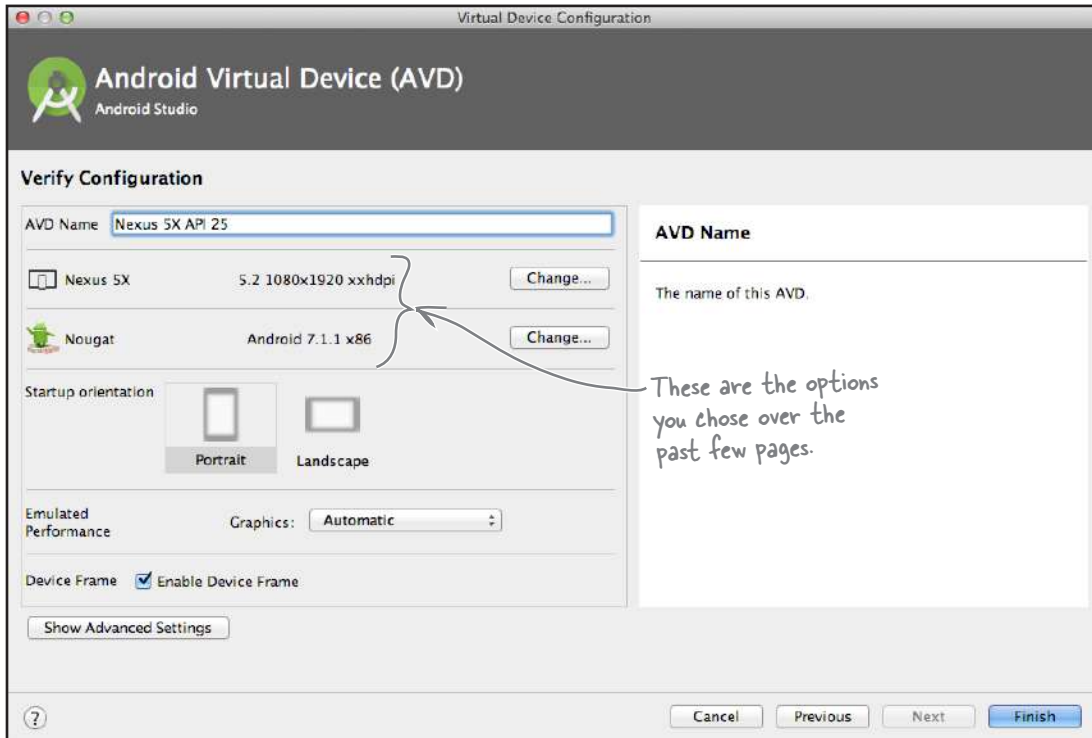 Virtual Device Configuration
Android Virtual Device (AVD)
Android Studio
Verify Configuration
AVD Name Nexus 5X API 25
Nexus 5X 5.2 1080x1920 xxhdpi Change...
Nougat Android 7.1.1 x86 Change...
Startup orientation
Portrait Landscape
Emulated
Performance
Graphics: Automatic
Device Frame Enable Device Frame
Show Advanced Settings
AVD Name
The name of this AVD.
These are the options
you chose over the
past few pages.
? Cancel Previous Next Finish